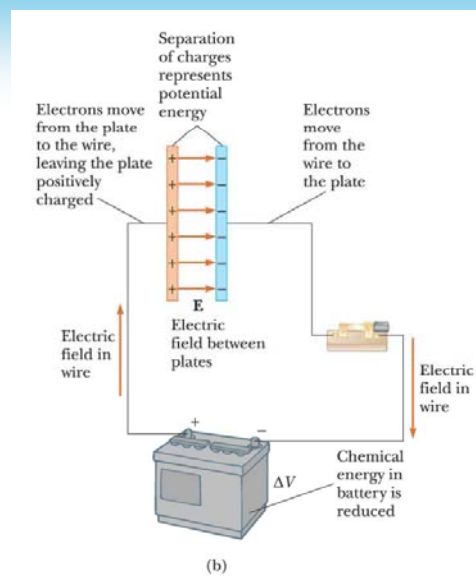 Separation
of charges
represents
potential
energy
Electrons move
from the plate
to the wire,
leaving the plate
positively
charged
Electrons
move
from the
wire to
the plate
+ −
+ −
+ −
+ −
+ −
+ −
E
Electric
field between
plates
Electric
field in
wire
Electric
field in
wire
+ −
ΔV
Chemical
energy in
battery is
reduced
(b)